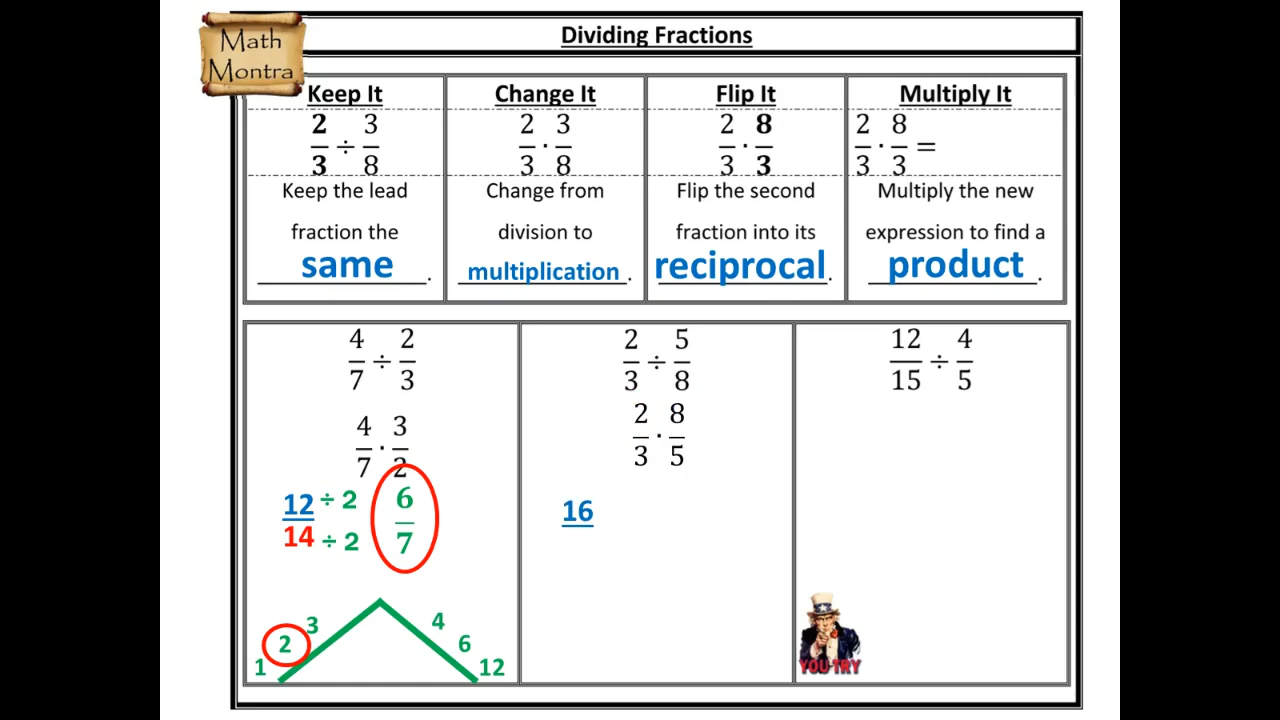 Math
Montra
Dividing Fractions
Keep It
2/3 ÷ 3/8
Keep the lead
fraction the
same.
Change It
2/3 · 3/8
Change from
division to
multiplication.
Flip It
2/3 · 8/3
Flip the second
fraction into its
reciprocal.
Multiply It
2/3 · 8/3 =
Multiply the new
expression to find a
product.
4/7 ÷ 2/3
4/7 · 3/2
12 ÷ 2
14 ÷ 2
6/7
1 2 3 4 6 12
2/3 ÷ 5/8
2/3 · 8/5
16
12/15 ÷ 4/5
YOU TRY